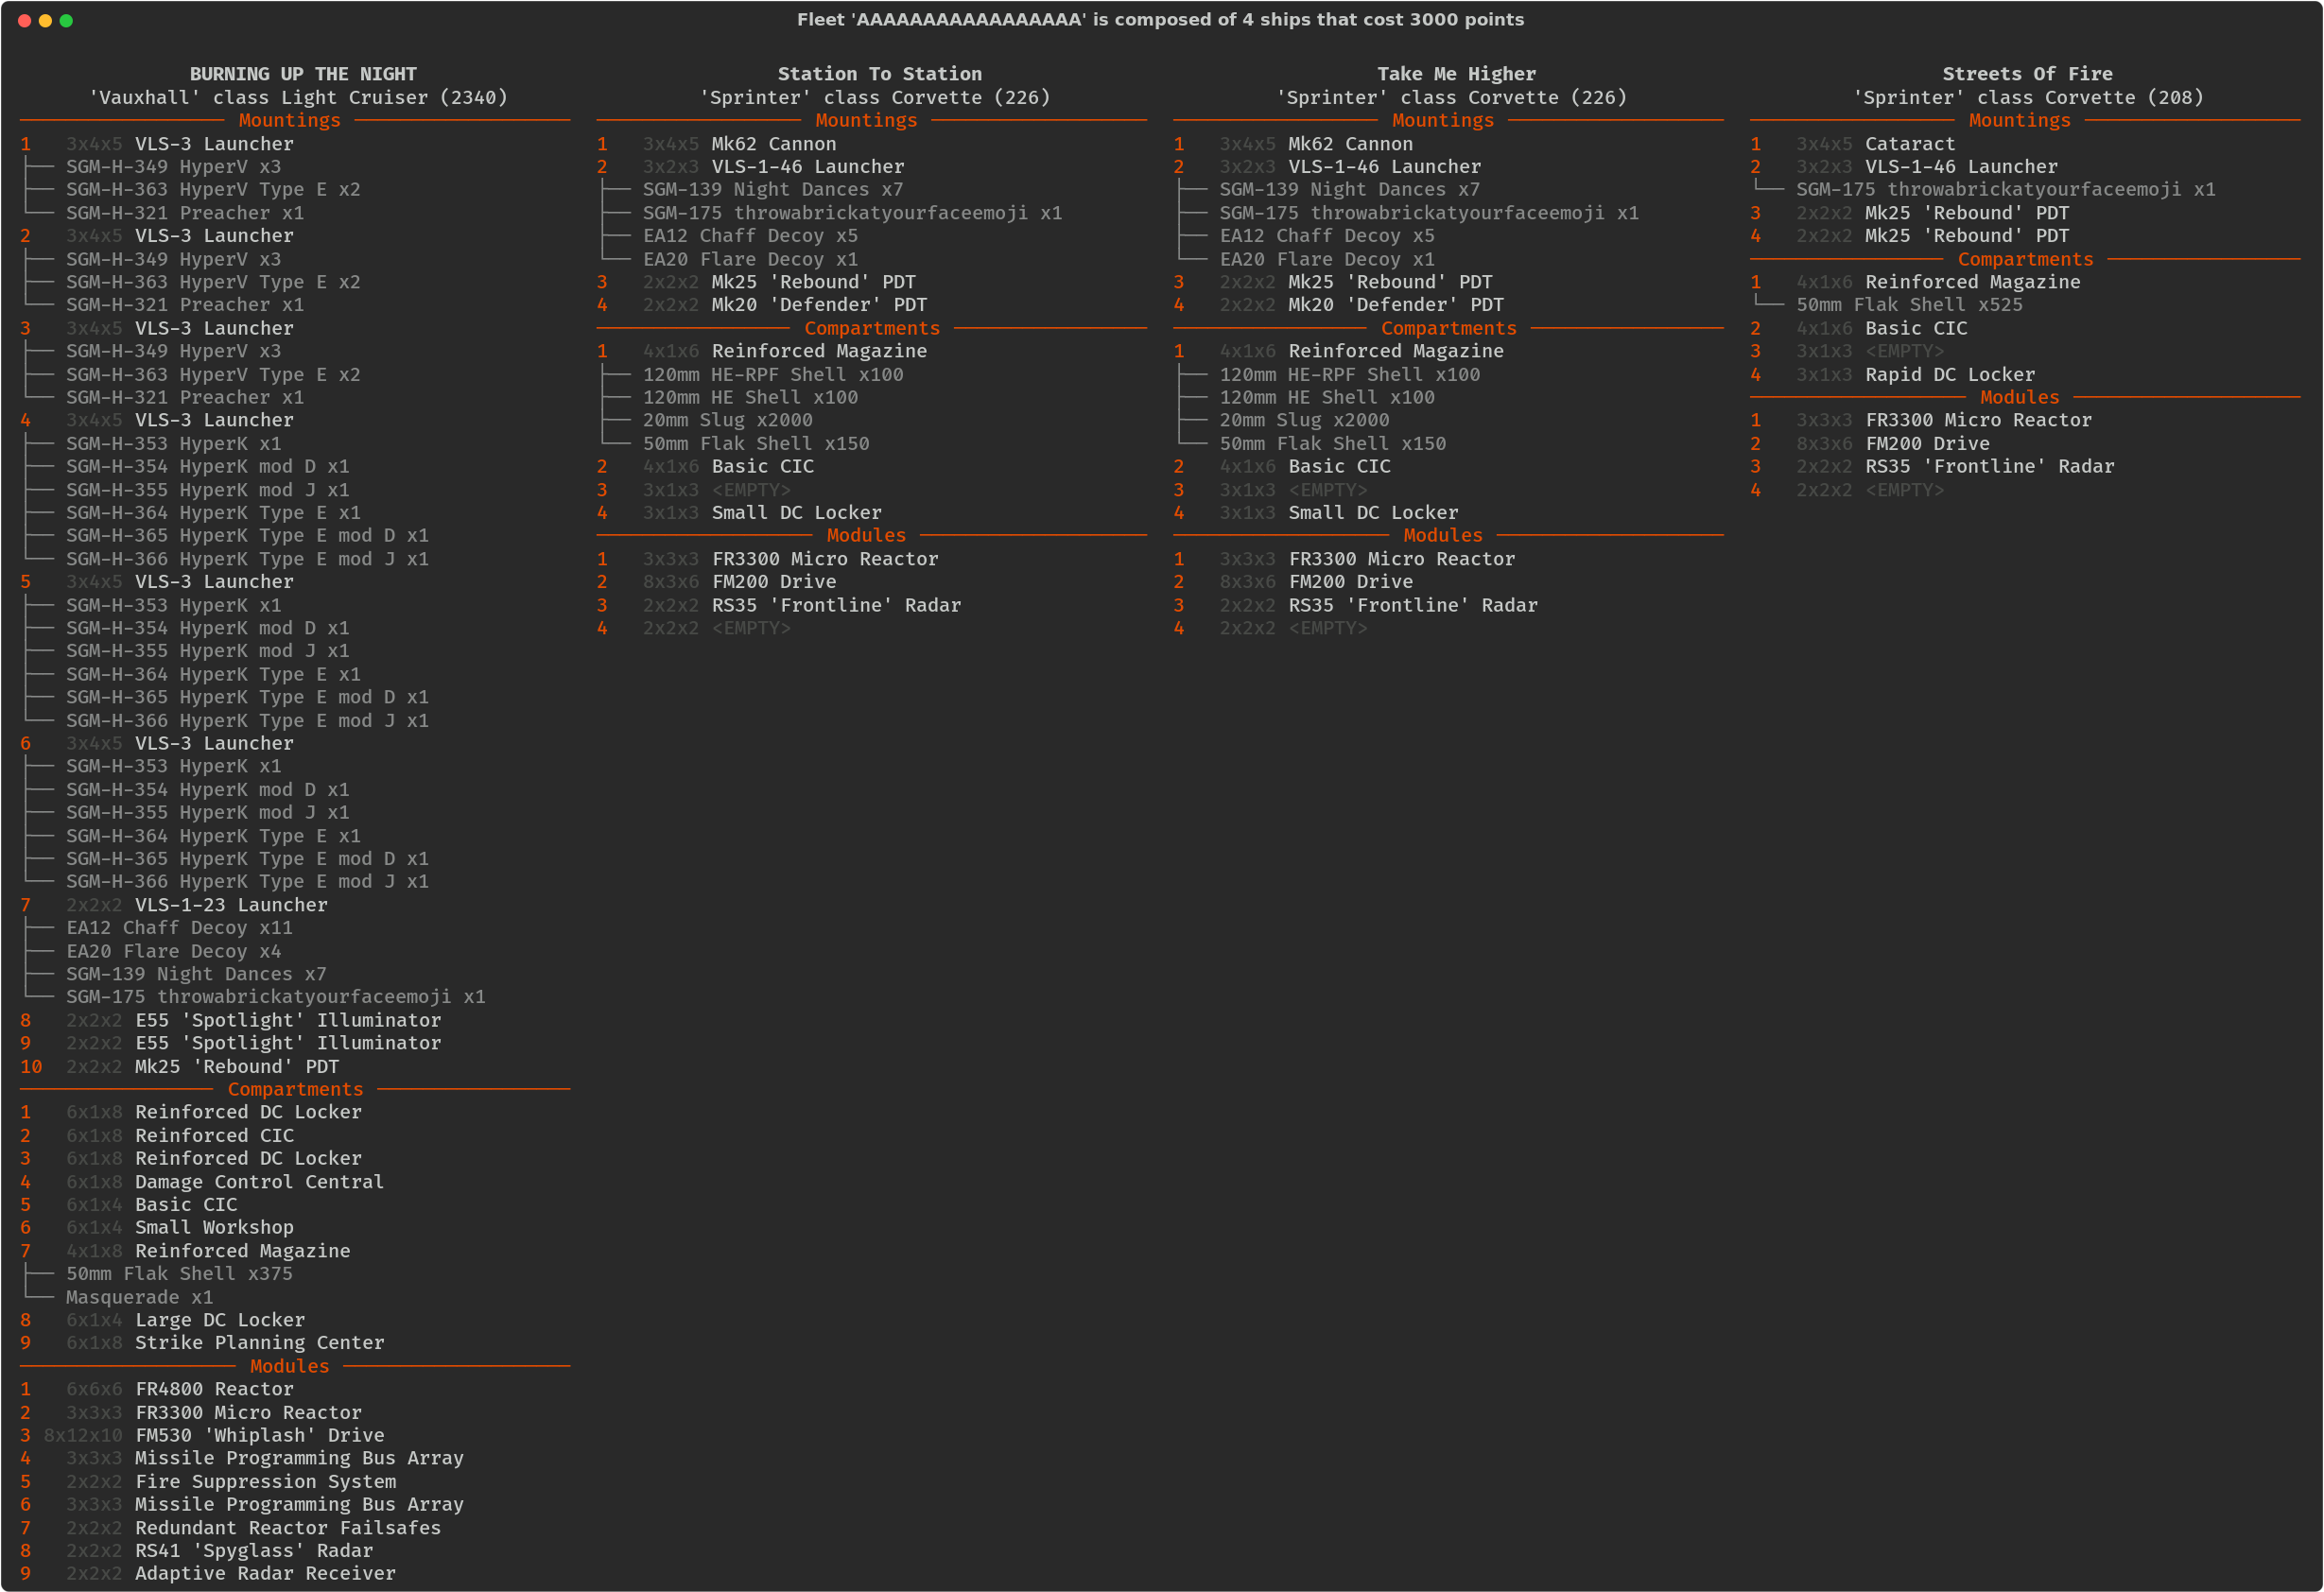 Fleet 'AAAAAAAAAAAAAAAAA' is composed of 4 ships that cost 3000 points
BURNING UP THE NIGHT
'Vauxhall' class Light Cruiser (2340)
Mountings
1 3x4x5 VLS-3 Launcher
SGM-H-349 HyperV x3
SGM-H-363 HyperV Type E x2
SGM-H-321 Preacher x1
2 3x4x5 VLS-3 Launcher
SGM-H-349 HyperV x3
SGM-H-363 HyperV Type E x2
SGM-H-321 Preacher x1
3 3x4x5 VLS-3 Launcher
SGM-H-349 HyperV x3
SGM-H-363 HyperV Type E x2
SGM-H-321 Preacher x1
4 3x4x5 VLS-3 Launcher
SGM-H-353 HyperK x1
SGM-H-354 HyperK mod D x1
SGM-H-355 HyperK mod J x1
SGM-H-364 HyperK Type E x1
SGM-H-365 HyperK Type E mod D x1
SGM-H-366 HyperK Type E mod J x1
5 3x4x5 VLS-3 Launcher
SGM-H-353 HyperK x1
SGM-H-354 HyperK mod D x1
SGM-H-355 HyperK mod J x1
SGM-H-364 HyperK Type E x1
SGM-H-365 HyperK Type E mod D x1
SGM-H-366 HyperK Type E mod J x1
6 3x4x5 VLS-3 Launcher
SGM-H-353 HyperK x1
SGM-H-354 HyperK mod D x1
SGM-H-355 HyperK mod J x1
SGM-H-364 HyperK Type E x1
SGM-H-365 HyperK Type E mod D x1
SGM-H-366 HyperK Type E mod J x1
7 2x2x2 VLS-1-23 Launcher
EA12 Chaff Decoy x11
EA20 Flare Decoy x4
SGM-139 Night Dances x7
SGM-175 throwabrickatyourfaceemoji x1
8 2x2x2 E55 'Spotlight' Illuminator
9 2x2x2 E55 'Spotlight' Illuminator
10 2x2x2 Mk25 'Rebound' PDT
Compartments
1 6x1x8 Reinforced DC Locker
2 6x1x8 Reinforced CIC
3 6x1x8 Reinforced DC Locker
4 6x1x8 Damage Control Central
5 6x1x4 Basic CIC
6 6x1x4 Small Workshop
7 4x1x8 Reinforced Magazine
50mm Flak Shell x375
Masquerade x1
8 6x1x4 Large DC Locker
9 6x1x8 Strike Planning Center
Modules
1 6x6x6 FR4800 Reactor
2 3x3x3 FR3300 Micro Reactor
3 8x12x10 FM530 'Whiplash' Drive
4 3x3x3 Missile Programming Bus Array
5 2x2x2 Fire Suppression System
6 3x3x3 Missile Programming Bus Array
7 2x2x2 Redundant Reactor Failsafes
8 2x2x2 RS41 'Spyglass' Radar
9 2x2x2 Adaptive Radar Receiver
Station To Station
'Sprinter' class Corvette (226)
Mountings
1 3x4x5 Mk62 Cannon
2 3x2x3 VLS-1-46 Launcher
SGM-139 Night Dances x7
SGM-175 throwabrickatyourfaceemoji x1
EA12 Chaff Decoy x5
EA20 Flare Decoy x1
3 2x2x2 Mk25 'Rebound' PDT
4 2x2x2 Mk20 'Defender' PDT
Compartments
1 4x1x6 Reinforced Magazine
120mm HE-RPF Shell x100
120mm HE Shell x100
20mm Slug x2000
50mm Flak Shell x150
2 4x1x6 Basic CIC
3 3x1x3 <EMPTY>
4 3x1x3 Small DC Locker
Modules
1 3x3x3 FR3300 Micro Reactor
2 8x3x6 FM200 Drive
3 2x2x2 RS35 'Frontline' Radar
4 2x2x2 <EMPTY>
Take Me Higher
'Sprinter' class Corvette (226)
Mountings
1 3x4x5 Mk62 Cannon
2 3x2x3 VLS-1-46 Launcher
SGM-139 Night Dances x7
SGM-175 throwabrickatyourfaceemoji x1
EA12 Chaff Decoy x5
EA20 Flare Decoy x1
3 2x2x2 Mk25 'Rebound' PDT
4 2x2x2 Mk20 'Defender' PDT
Compartments
1 4x1x6 Reinforced Magazine
120mm HE-RPF Shell x100
120mm HE Shell x100
20mm Slug x2000
50mm Flak Shell x150
2 4x1x6 Basic CIC
3 3x1x3 <EMPTY>
4 3x1x3 Small DC Locker
Modules
1 3x3x3 FR3300 Micro Reactor
2 8x3x6 FM200 Drive
3 2x2x2 RS35 'Frontline' Radar
4 2x2x2 <EMPTY>
Streets Of Fire
'Sprinter' class Corvette (208)
Mountings
1 3x4x5 Cataract
2 3x2x3 VLS-1-46 Launcher
SGM-175 throwabrickatyourfaceemoji x1
3 2x2x2 Mk25 'Rebound' PDT
4 2x2x2 Mk25 'Rebound' PDT
Compartments
1 4x1x6 Reinforced Magazine
50mm Flak Shell x525
2 4x1x6 Basic CIC
3 3x1x3 <EMPTY>
4 3x1x3 Rapid DC Locker
Modules
1 3x3x3 FR3300 Micro Reactor
2 8x3x6 FM200 Drive
3 2x2x2 RS35 'Frontline' Radar
4 2x2x2 <EMPTY>